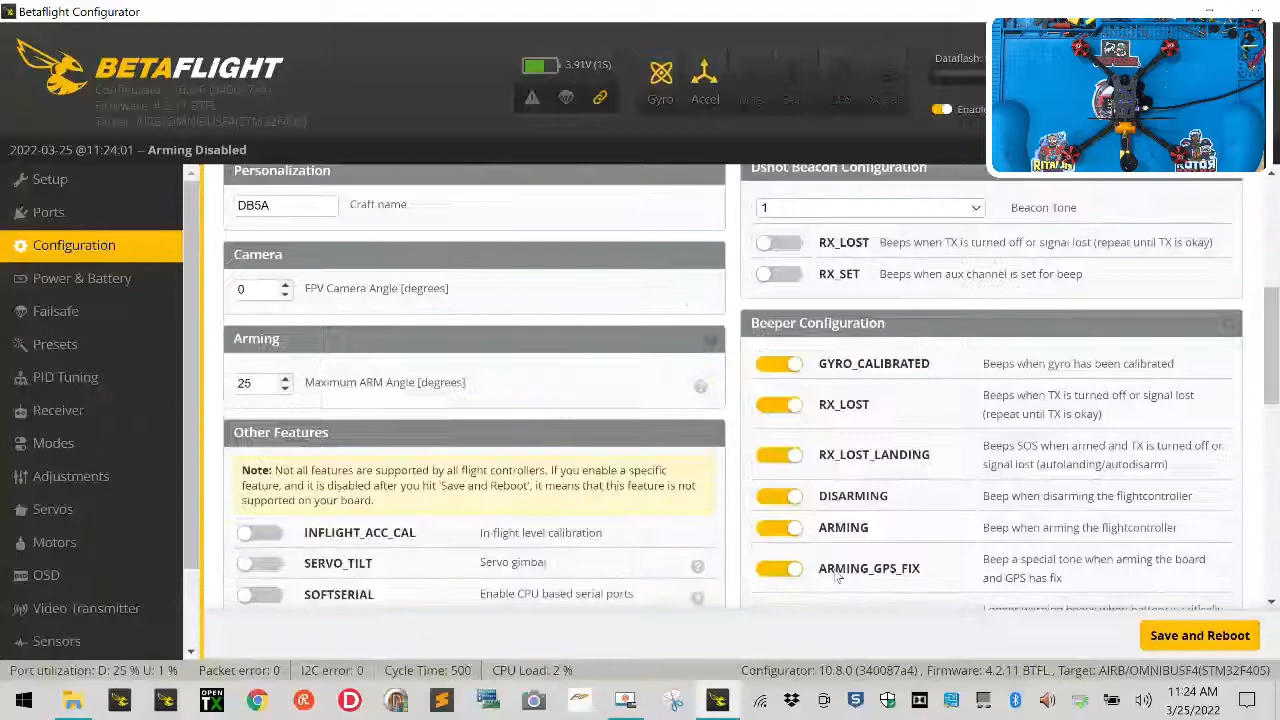 Betaflight Configurator
BETAFLIGHT
Firmware: 4.2.11 BTFL
Target: AIRB/OMNIBUSF4(STM32F405)
3.91V (1S)
Gyro
Accel
Dataflash:
Enable
2022-03-25 @11:24:01 -- Arming Disabled
Setup
Ports
Configuration
Power & Battery
Failsafe
Presets
PID Tuning
Receiver
Modes
Adjustments
Servos
Motors
OSD
Video Transmitter
Sensors
Personalization
DB5A
Craft name
Camera
0
FPV Camera Angle [degrees]
Arming
25
Maximum ARM Angle [degrees]
Other Features
Note: Not all features are supported by all flight controllers. If you enable a specific
feature, and it is disabled after you hit 'Save and Reboot', it means that this feature is not
supported on your board.
INFLIGHT_ACC_CAL In-flight level calibration
SERVO_TILT Servo gimbal
SOFTSERIAL Enable CPU based serial ports
Dshot Beacon Configuration
1
Beacon Tone
RX_LOST Beeps when TX is turned off or signal lost (repeat until TX is okay)
RX_SET Beeps when aux channel is set for beep
Beeper Configuration
GYRO_CALIBRATED Beeps when gyro has been calibrated
RX_LOST Beeps when TX is turned off or signal lost
(repeat until TX is okay)
RX_LOST_LANDING Beeps SOS when armed and TX is turned off or
signal lost (autolanding/autodisarm)
DISARMING Beep when disarming the flightcontroller
ARMING Beep when arming the flightcontroller
ARMING_GPS_FIX Beep a special tone when arming the board
and GPS has fix
Save and Reboot
Port utilization: D: 25 % U: 1 % Packet error: 0 I2C error: 0 Cycle Time: 500 CPU Load: 2 % Configurator: 10.8.0 (340087a4) , Firmware: 4.2.11 BTFL, Target: AIRB/OMNIBUSF4(STM32F405)
OPEN
TX
11:24 AM
3/25/2022